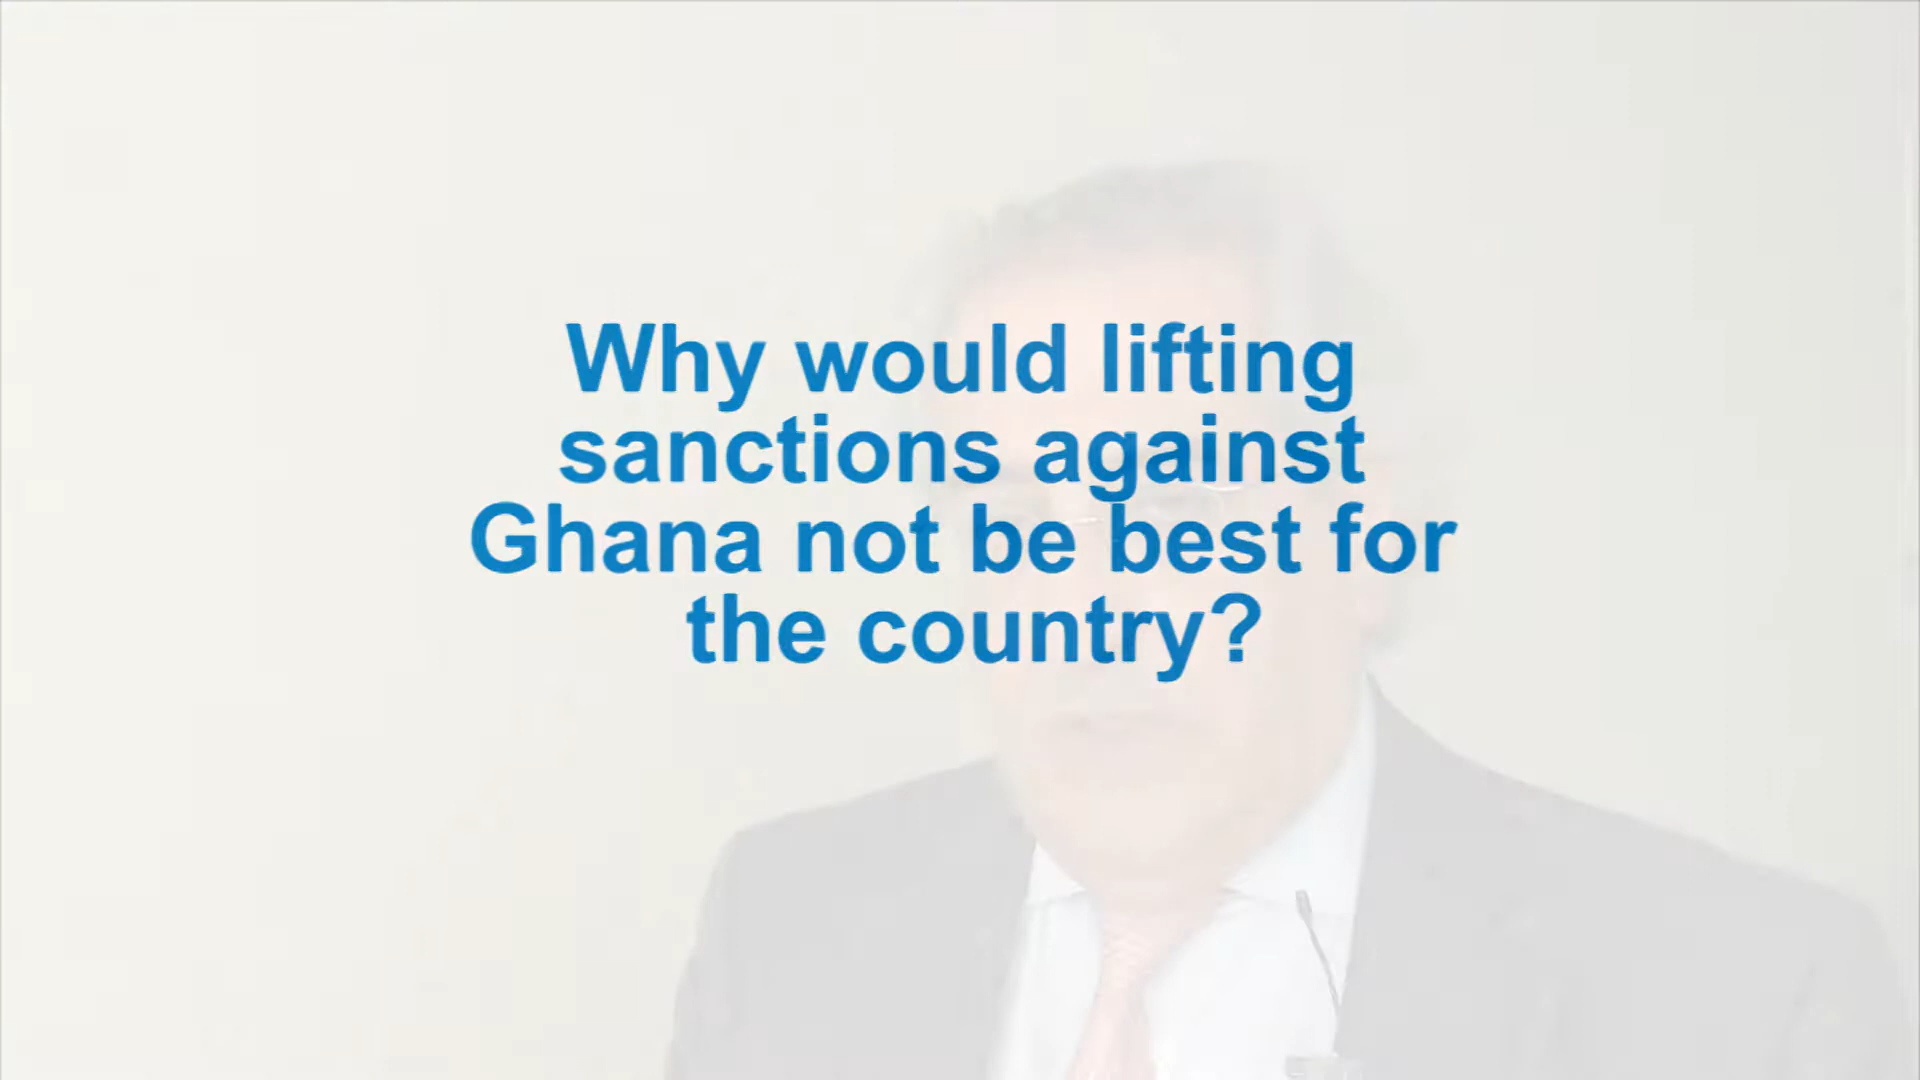 Why would lifting
sanctions against
Ghana not be best for
the country?